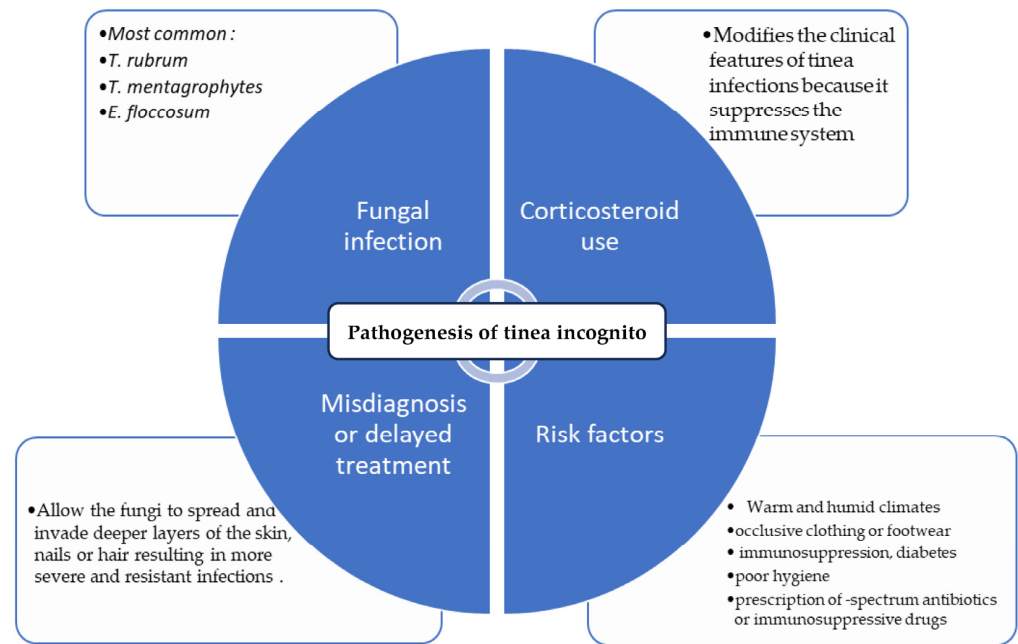 •Most common :
•T. rubrum
•T. mentagrophytes
•E. floccosum
•Modifies the clinical
features of tinea
infections because it
suppresses the
immune system
Fungal
infection
Corticosteroid
use
Pathogenesis of tinea incognito
Misdiagnosis
or delayed
treatment
Risk factors
•Allow the fungi to spread and
invade deeper layers of the skin,
nails or hair resulting in more
severe and resistant infections .
• Warm and humid climates
•occlusive clothing or footwear
• immunosuppression, diabetes
•poor hygiene
•prescription of -spectrum antibiotics
or immunosuppressive drugs